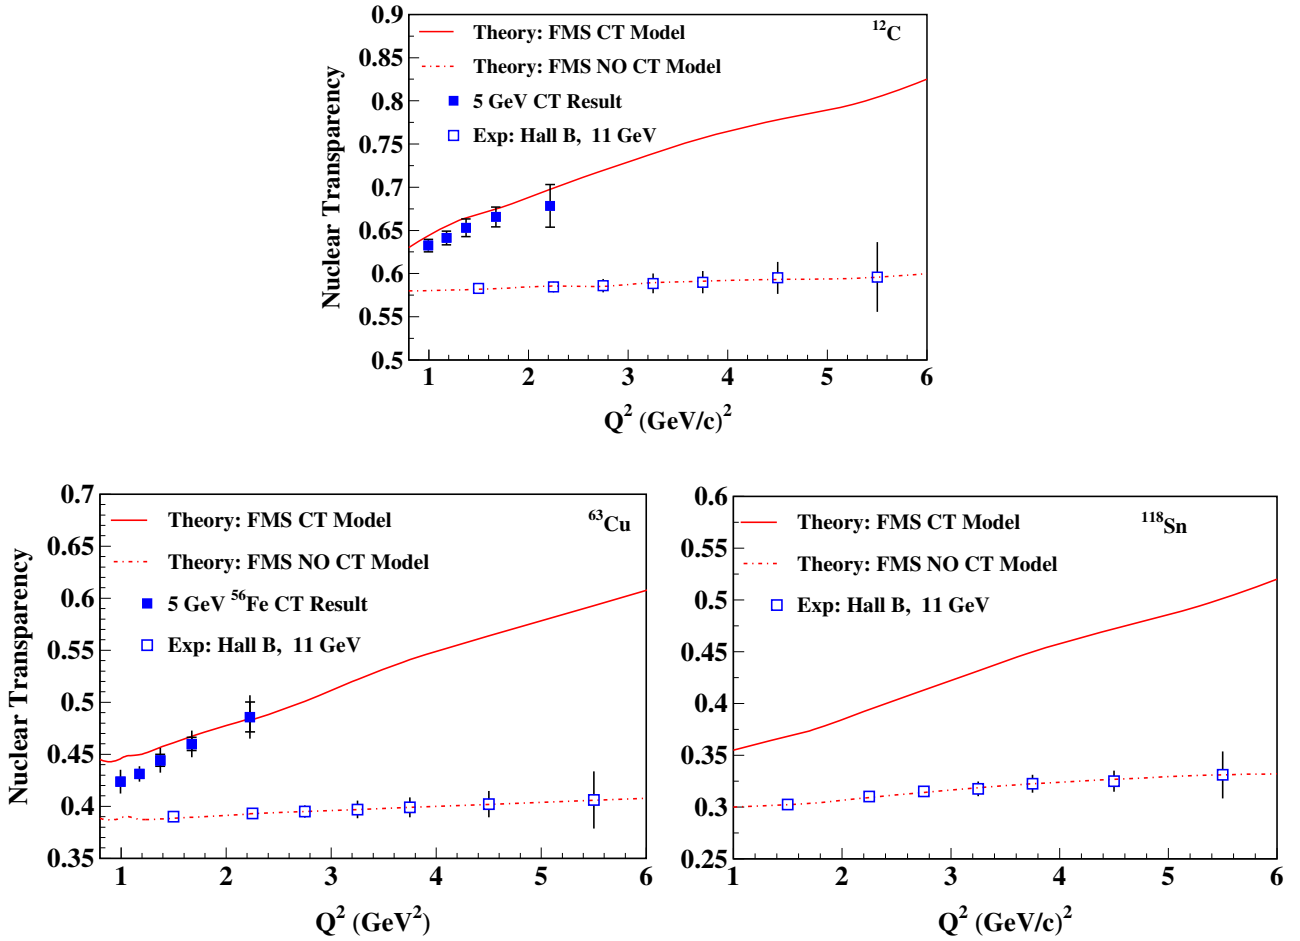 0.9
0.85
0.8
0.75
0.7
0.65
0.6
0.55
0.5
Nuclear Transparency
Theory: FMS CT Model
Theory: FMS NO CT Model
5 GeV CT Result
Exp: Hall B, 11 GeV
¹²C
1 2 3 4 5 6
Q² (GeV/c)²
0.7
0.65
0.6
0.55
0.5
0.45
0.4
0.35
Nuclear Transparency
Theory: FMS CT Model
Theory: FMS NO CT Model
5 GeV ⁵⁶Fe CT Result
Exp: Hall B, 11 GeV
⁶³Cu
1 2 3 4 5 6
Q² (GeV²)
0.6
0.55
0.5
0.45
0.4
0.35
0.3
0.25
Nuclear Transparency
Theory: FMS CT Model
Theory: FMS NO CT Model
Exp: Hall B, 11 GeV
¹¹⁸Sn
1 2 3 4 5 6
Q² (GeV/c)²